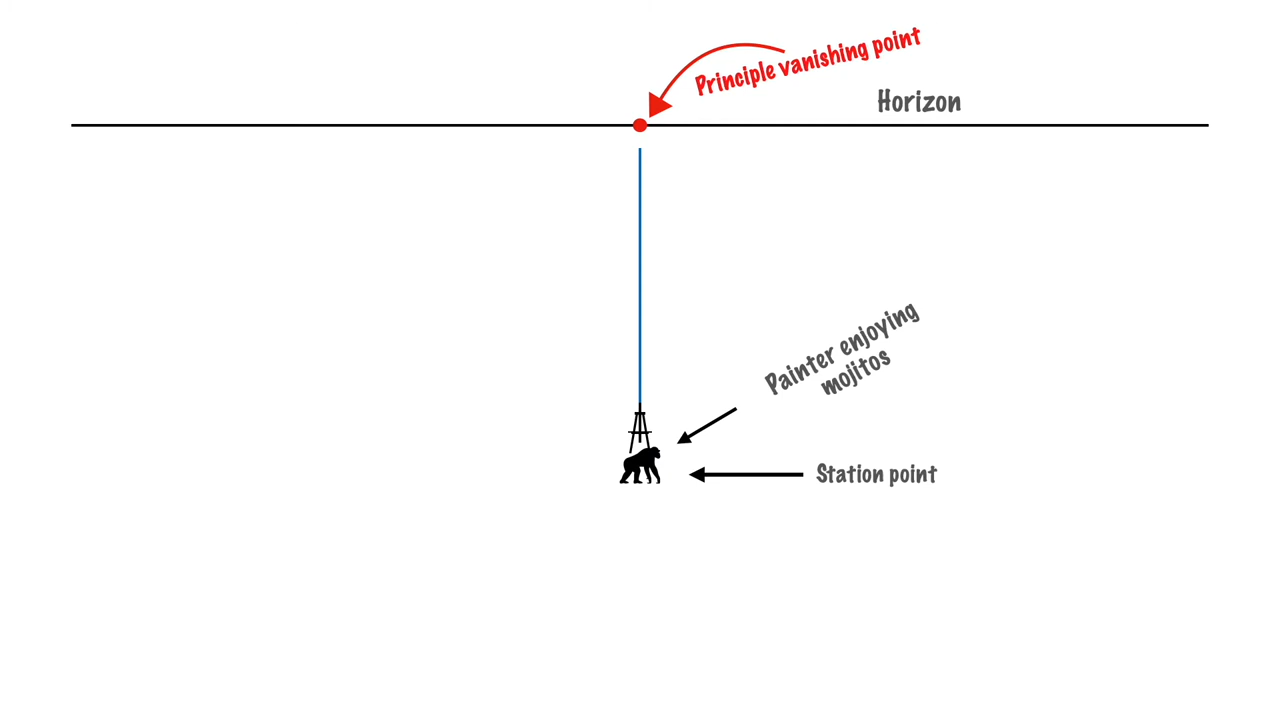 Principle vanishing point
Horizon
Painter enjoying
mojitos
Station point